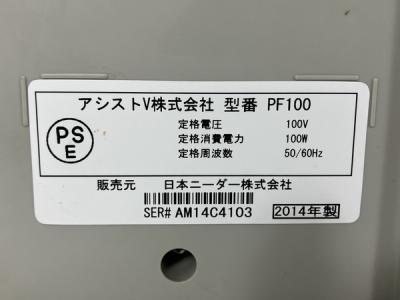 アシストV株式会社 型番 PF100
定格電圧 100V
定格消費電力 100W
定格周波数 50/60Hz
PS
E
販売元 日本ニーダー株式会社
SER# AM14C4103
2014年製